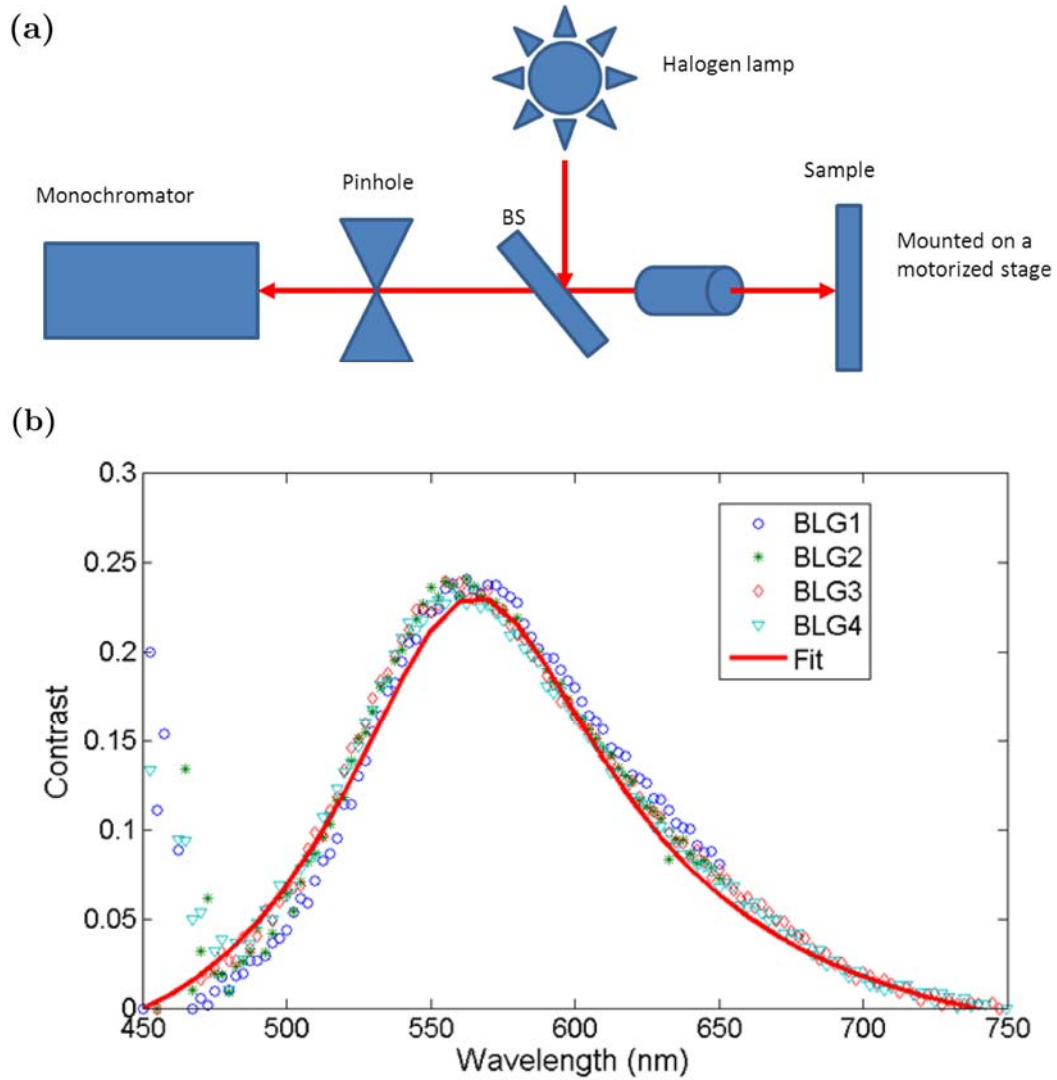 (a)
Halogen lamp
Monochromator
Pinhole
BS
Sample
Mounted on a
motorized stage
(b)
0.3
0.25
0.2
0.15
0.1
0.05
0
Contrast
BLG1
BLG2
BLG3
BLG4
Fit
450 500 550 600 650 700 750
Wavelength (nm)